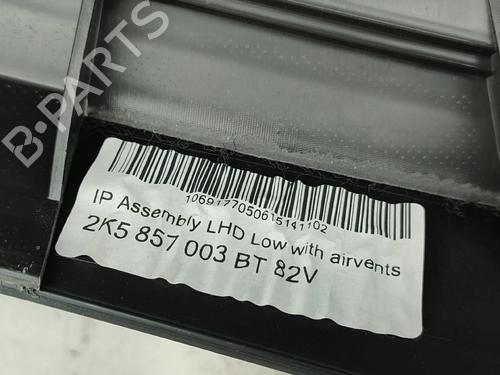 B-PARTS
1069177050615141102
IP Assembly LHD Low with airvents
2K5 857 003 BT 82V